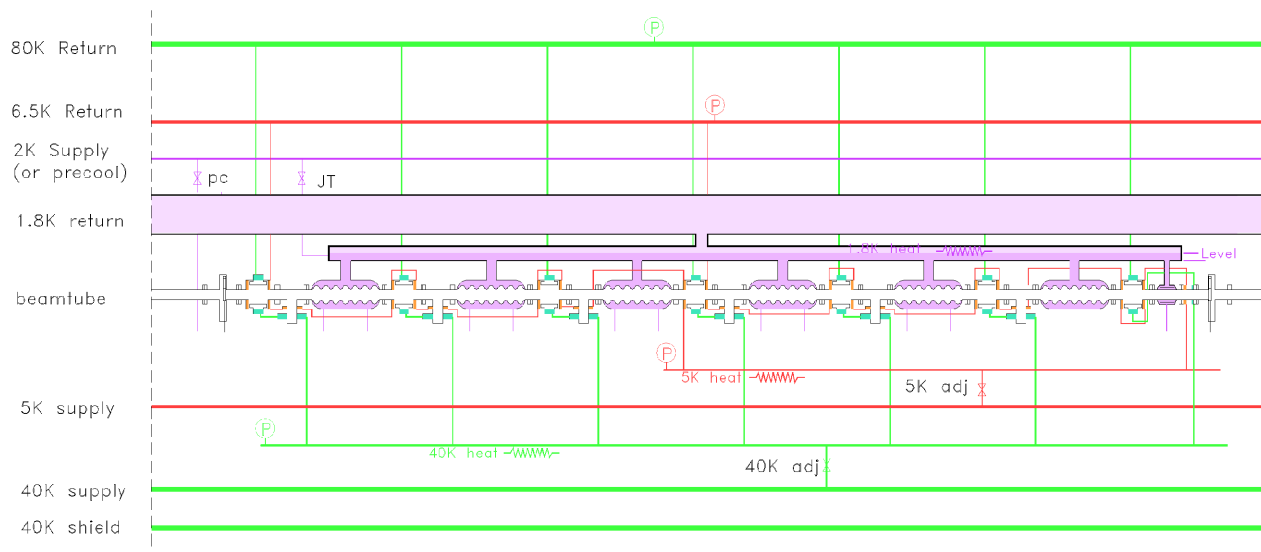 80K Return
P
6.5K Return
P
2K Supply
(or precool)
pc
JT
1.8K return
1.8K heat
Level
beamtube
P
5K heat
5K adj
5K supply
P
40K heat
40K adj
40K supply
40K shield